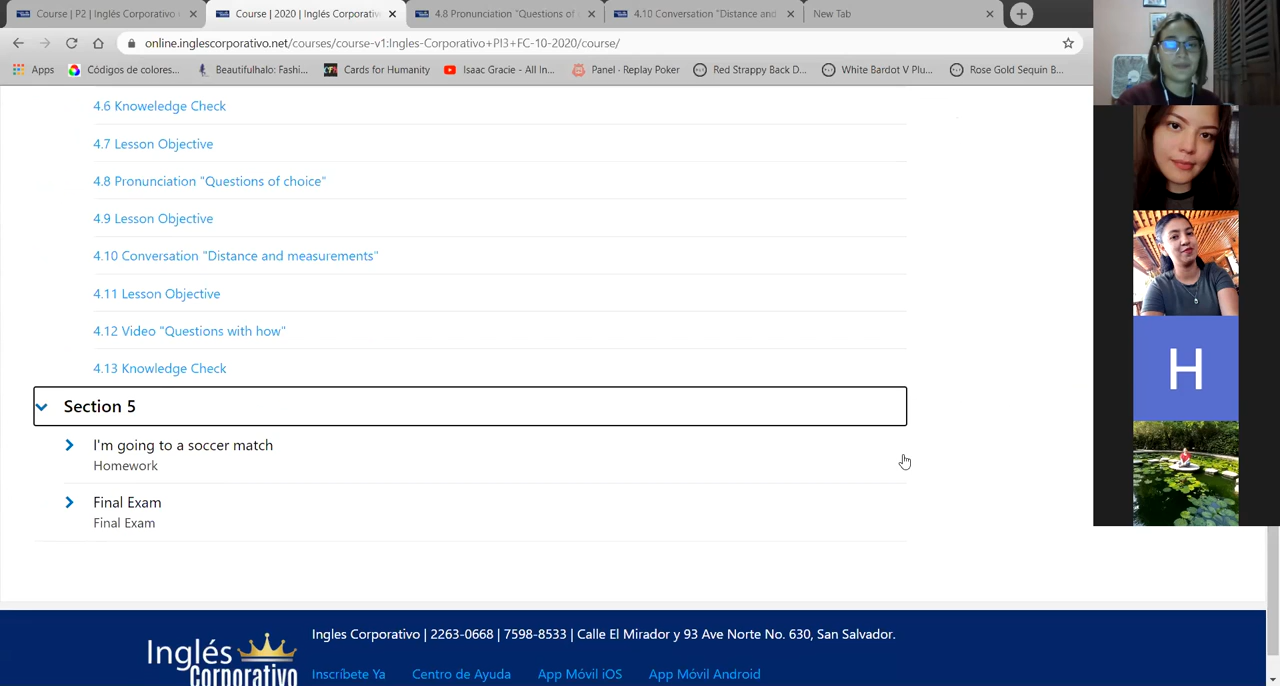 Course | P2 | Inglés Corporativo
Course | 2020 | Inglés Corporativ
4.8 Pronunciation "Questions of
4.10 Conversation "Distance and
New Tab
online.inglescorporativo.net/courses/course-v1:Ingles-Corporativo+PI3+FC-10-2020/course/
Apps
Códigos de colores...
Beautifulhalo: Fashi...
Cards for Humanity
Isaac Gracie - All In...
Panel · Replay Poker
Red Strappy Back D...
White Bardot V Plu...
Rose Gold Sequin B...
4.6 Knoweledge Check
4.7 Lesson Objective
4.8 Pronunciation "Questions of choice"
4.9 Lesson Objective
4.10 Conversation "Distance and measurements"
4.11 Lesson Objective
4.12 Video "Questions with how"
4.13 Knowledge Check
Section 5
I'm going to a soccer match
Homework
Final Exam
Final Exam
H
Inglés
Corporativo
Ingles Corporativo | 2263-0668 | 7598-8533 | Calle El Mirador y 93 Ave Norte No. 630, San Salvador.
Inscríbete Ya
Centro de Ayuda
App Móvil iOS
App Móvil Android